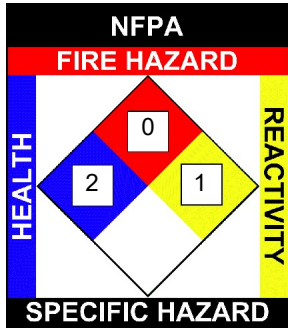 NFPA
FIRE HAZARD
HEALTH
0
2
1
REACTIVITY
SPECIFIC HAZARD